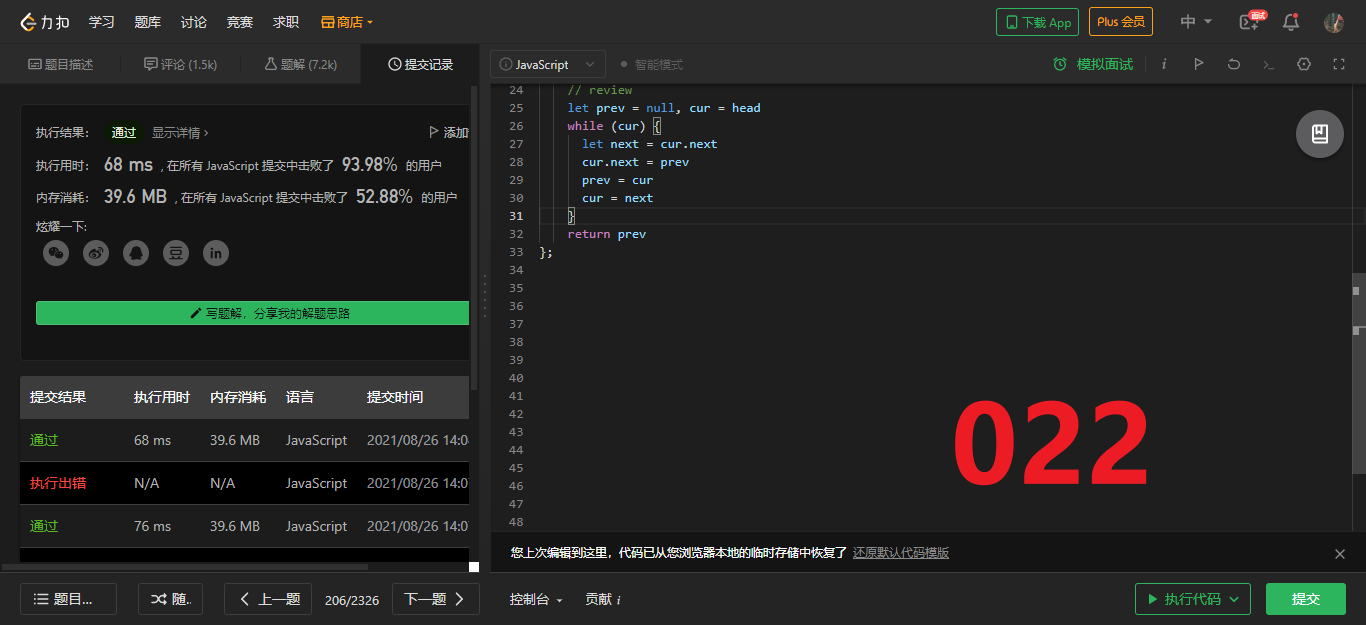 力扣 学习 题库 讨论 竞赛 求职 商店 下载 App Plus 会员 中 面试
题目描述 评论 (1.5k) 题解 (7.2k) 提交记录
JavaScript 智能模式 模拟面试
执行结果： 通过 显示详情 › 添加
执行用时： 68 ms , 在所有 JavaScript 提交中击败了 93.98% 的用户
内存消耗： 39.6 MB , 在所有 JavaScript 提交中击败了 52.88% 的用户
炫耀一下:
写题解，分享我的解题思路
提交结果 执行用时 内存消耗 语言 提交时间
通过 68 ms 39.6 MB JavaScript 2021/08/26 14:0
执行出错 N/A N/A JavaScript 2021/08/26 14:0
通过 76 ms 39.6 MB JavaScript 2021/08/26 14:0
24 // review
25 let prev = null, cur = head
26 while (cur) {
27 let next = cur.next
28 cur.next = prev
29 prev = cur
30 cur = next
31 }
32 return prev
33 };
34
35
36
37
38
39
40
41
42
43
44
45
46
47
48
022
您上次编辑到这里，代码已从您浏览器本地的临时存储中恢复了 还原默认代码模版
题目... 随.. 上一题 206/2326 下一题
控制台 贡献 i 执行代码 提交